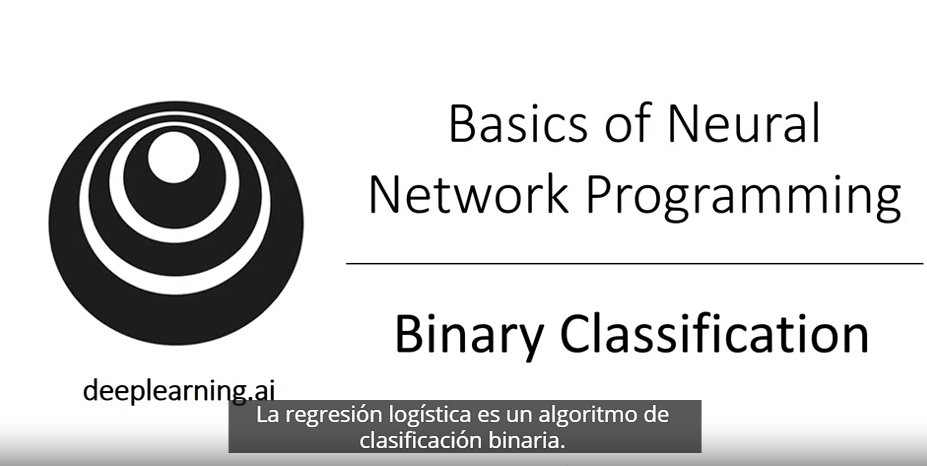 Basics of Neural
Network Programming
Binary Classification
deeplearning.ai
La regresión logística es un algoritmo de
clasificación binaria.